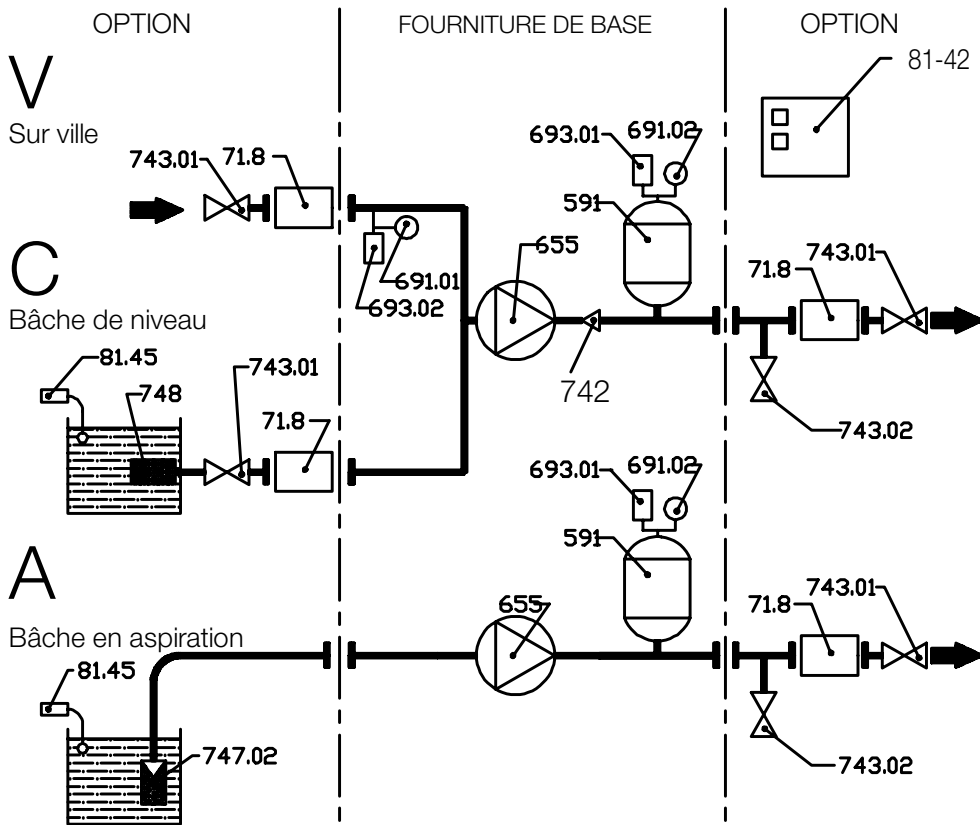 OPTION
FOURNITURE DE BASE
OPTION
81-42
V
Sur ville
743.01
71.8
693.01
691.02
591
655
743.01
71.8
691.01
693.02
C
Bâche de niveau
81.45
748
743.01
71.8
742
743.02
693.01
691.02
591
A
Bâche en aspiration
655
71.8
743.01
81.45
747.02
743.02